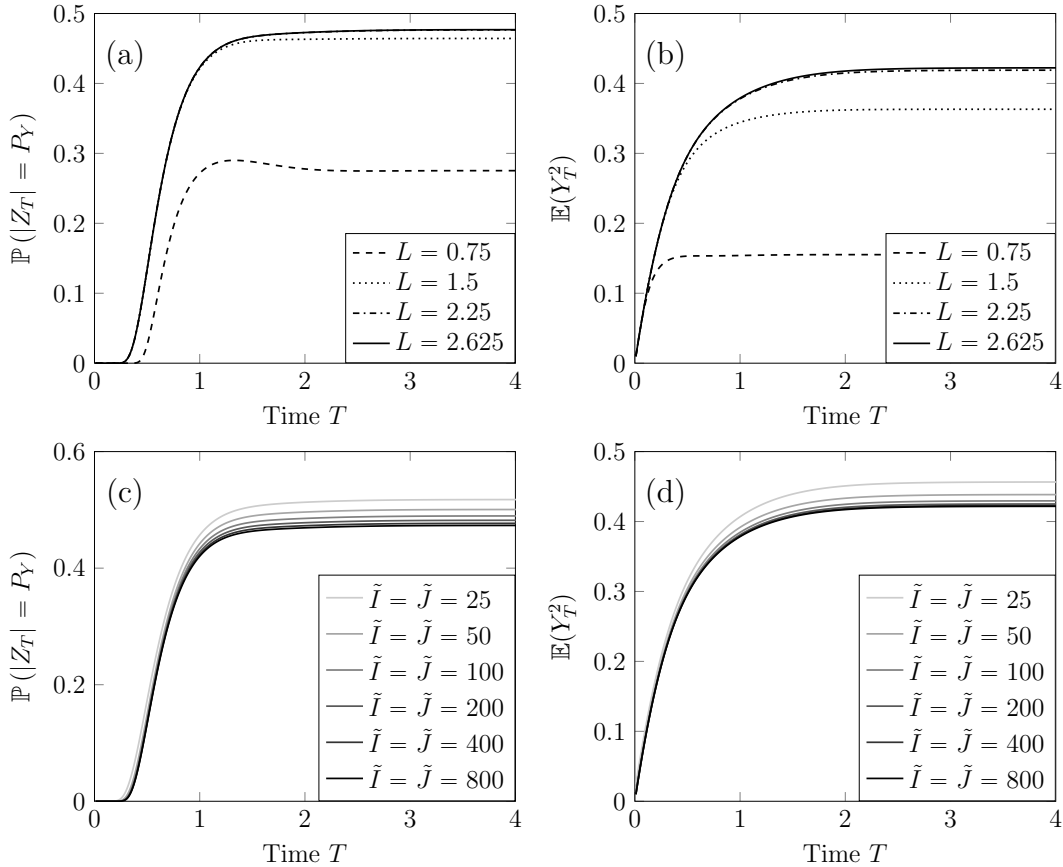 (a)
ℙ(|Z_T| = P_Y)
0.5
0.4
0.3
0.2
0.1
0
0 1 2 3 4
Time T
L = 0.75
L = 1.5
L = 2.25
L = 2.625
(b)
𝔼(Y_T^2)
0.5
0.4
0.3
0.2
0.1
0
0 1 2 3 4
Time T
L = 0.75
L = 1.5
L = 2.25
L = 2.625
(c)
ℙ(|Z_T| = P_Y)
0.6
0.4
0.2
0
0 1 2 3 4
Time T
Ĩ = J̃ = 25
Ĩ = J̃ = 50
Ĩ = J̃ = 100
Ĩ = J̃ = 200
Ĩ = J̃ = 400
Ĩ = J̃ = 800
(d)
𝔼(Y_T^2)
0.5
0.4
0.3
0.2
0.1
0
0 1 2 3 4
Time T
Ĩ = J̃ = 25
Ĩ = J̃ = 50
Ĩ = J̃ = 100
Ĩ = J̃ = 200
Ĩ = J̃ = 400
Ĩ = J̃ = 800